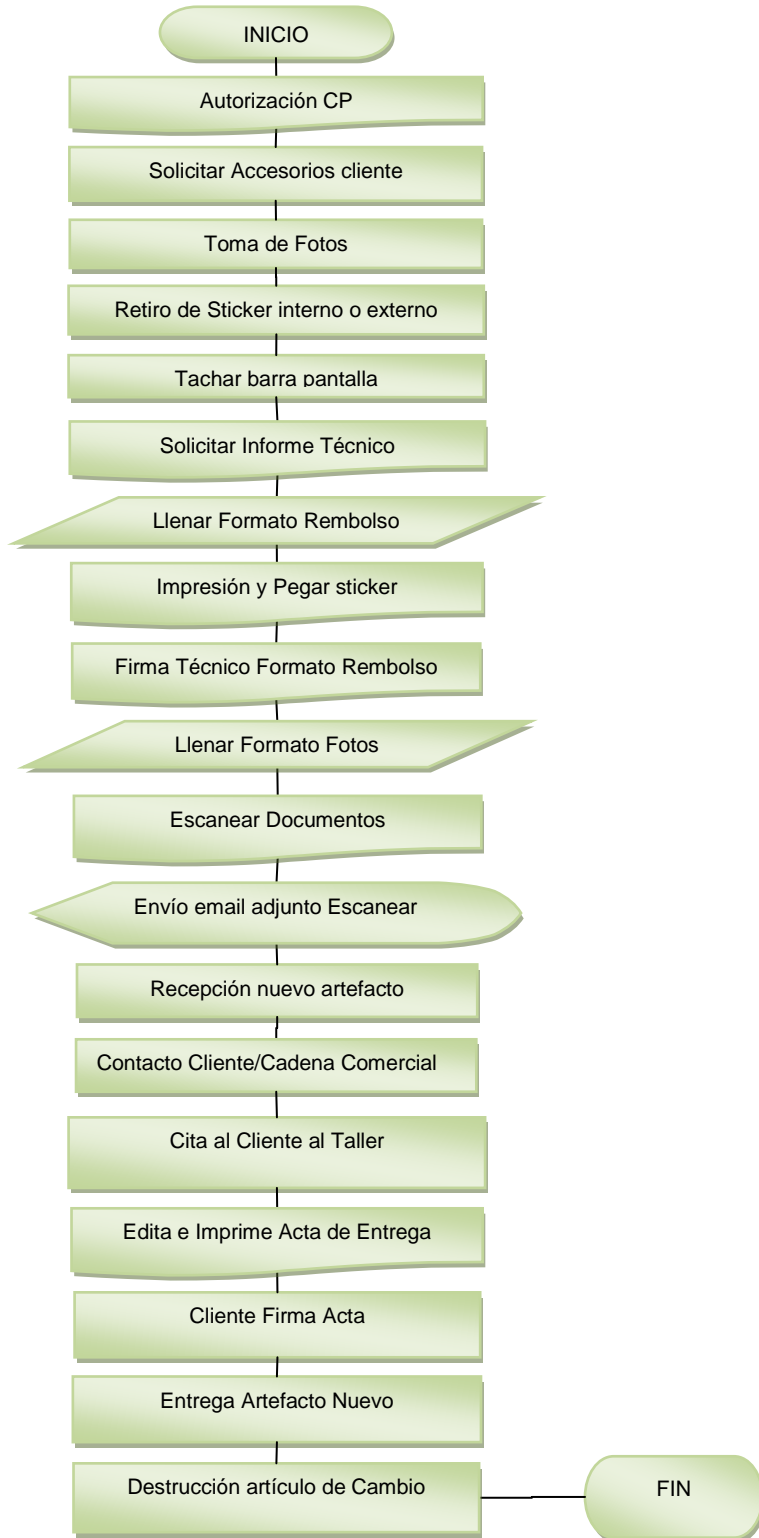 INICIO
Autorización CP
Solicitar Accesorios cliente
Toma de Fotos
Retiro de Sticker interno o externo
Tachar barra pantalla
Solicitar Informe Técnico
Llenar Formato Rembolso
Impresión y Pegar sticker
Firma Técnico Formato Rembolso
Llenar Formato Fotos
Escanear Documentos
Envío email adjunto Escanear
Recepción nuevo artefacto
Contacto Cliente/Cadena Comercial
Cita al Cliente al Taller
Edita e Imprime Acta de Entrega
Cliente Firma Acta
Entrega Artefacto Nuevo
Destrucción artículo de Cambio
FIN